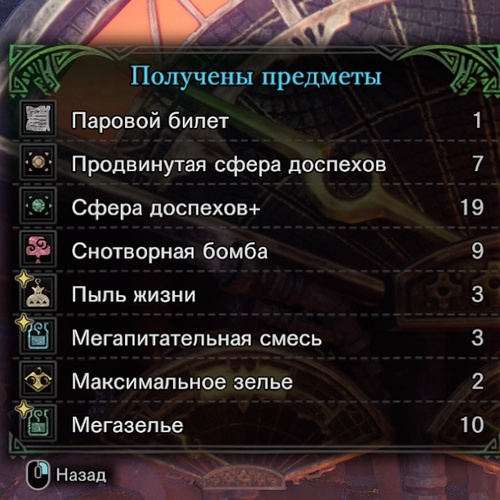 Получены предметы
Паровой билет 1
Продвинутая сфера доспехов 7
Сфера доспехов+ 19
Снотворная бомба 9
Пыль жизни 3
Мегапитательная смесь 3
Максимальное зелье 2
Мегазелье 10
Назад